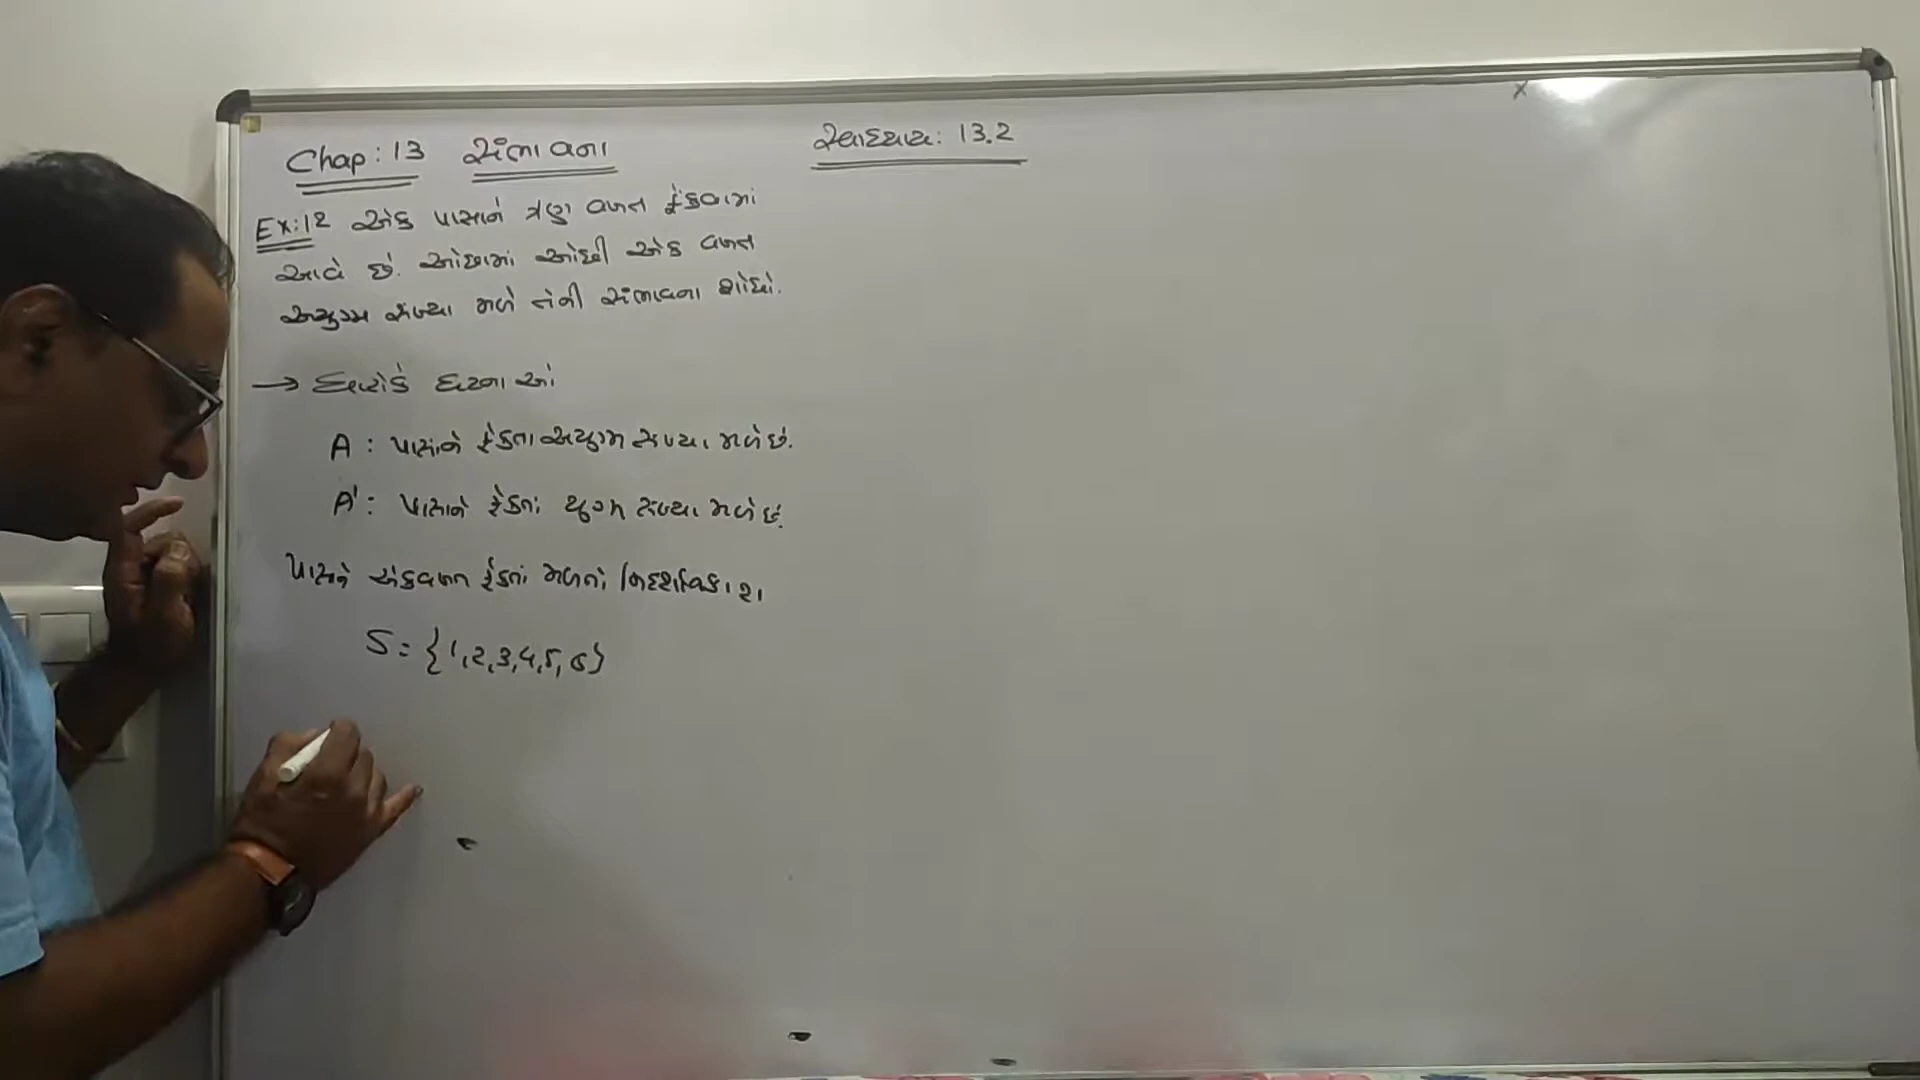 Chap: 13 સંભાવના
સ્વાધ્યાય: 13.2
Ex:12 એક પાસાને ત્રણ વખત ફેંકવામાં
આવે છે. ઓછામાં ઓછી એક વખત
અયુગ્મ સંખ્યા મળે તેની સંભાવના શોધો.
→ ધારોકે ઘટનાઓ
A : પાસાને ફેંકતા અયુગ્મ સંખ્યા મળે છે.
A' : પાસાને ફેંકતાં યુગ્મ સંખ્યા મળે છે.
પાસાને એકવખત ફેંકતાં મળતો નિદર્શાવકાશ
S = {1,2,3,4,5,6}